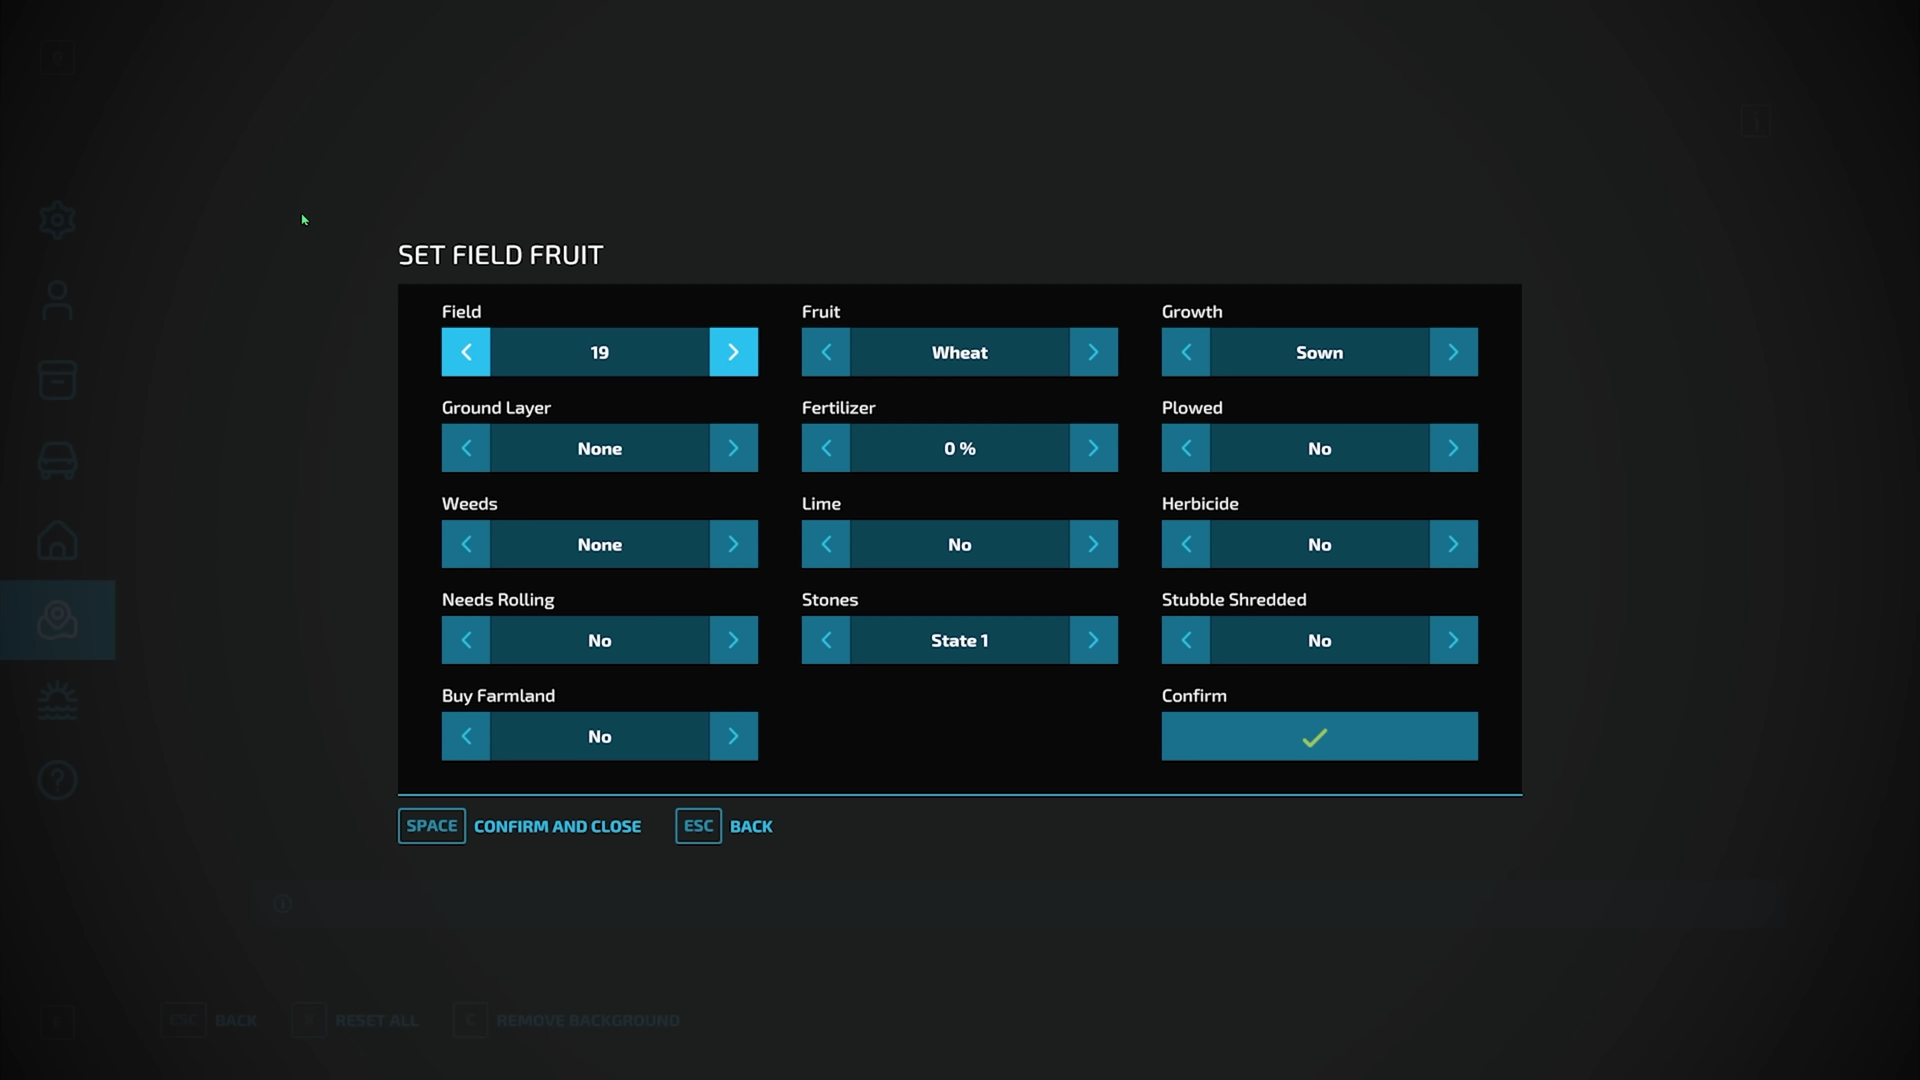 SET FIELD FRUIT
Field
Fruit
Growth
19
Wheat
Sown
Ground Layer
Fertilizer
Plowed
None
0 %
No
Weeds
Lime
Herbicide
None
No
No
Needs Rolling
Stones
Stubble Shredded
No
State 1
No
Buy Farmland
Confirm
No
SPACE CONFIRM AND CLOSE ESC BACK
ESC BACK RESET ALL REMOVE BACKGROUND